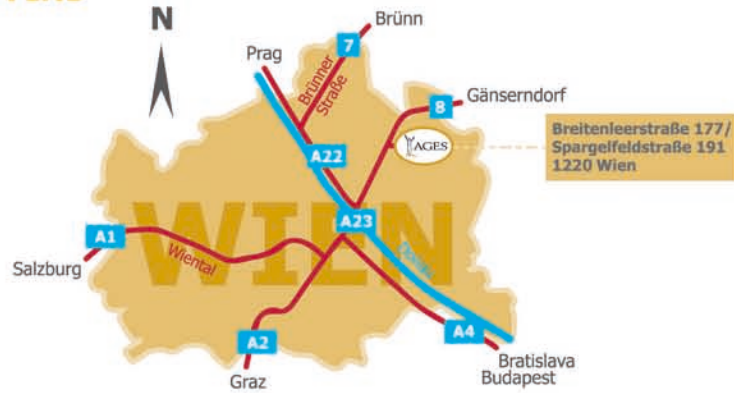 N
Brünn
7
Prag
Brünner
Straße
Gänserndorf
8
AGES
Breitenleerstraße 177/
Spargelfeldstraße 191
1220 Wien
A22
A23
WIEN
A1
Wiental
Donau
Salzburg
A4
A2
Bratislava
Budapest
Graz